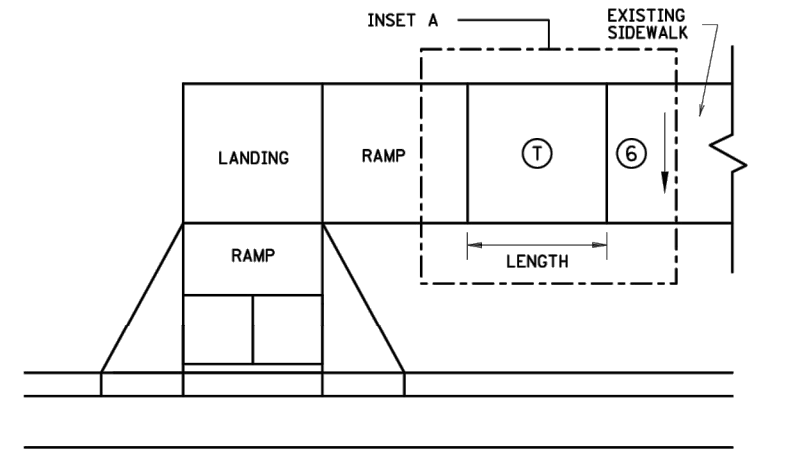 INSET A
EXISTING
SIDEWALK
LANDING
RAMP
T
6
RAMP
LENGTH